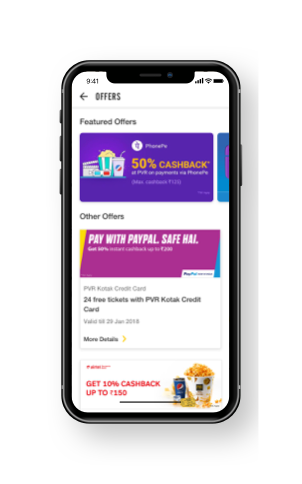 9:41
OFFERS
Featured Offers
PhonePe
50% CASHBACK*
at PVR on payments via PhonePe
(Max. cashback ₹120)
Other Offers
PAY WITH PAYPAL. SAFE HAI.
Get 50% instant cashback up to ₹200
PayPal
PVR Kotak Credit Card
24 free tickets with PVR Kotak Credit
Card
Valid till 20 Jan 2018
More Details
GET 10% CASHBACK
UP TO ₹150